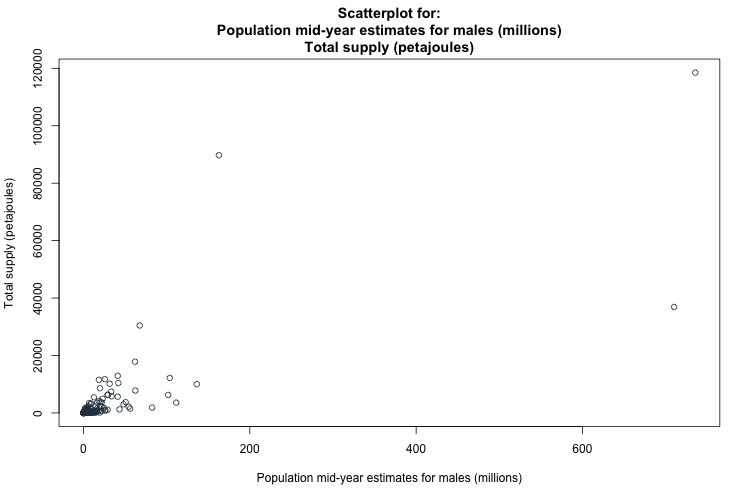 Scatterplot for:
Population mid-year estimates for males (millions)
Total supply (petajoules)
120000
100000
80000
60000
40000
20000
0
Total supply (petajoules)
0 200 400 600
Population mid-year estimates for males (millions)